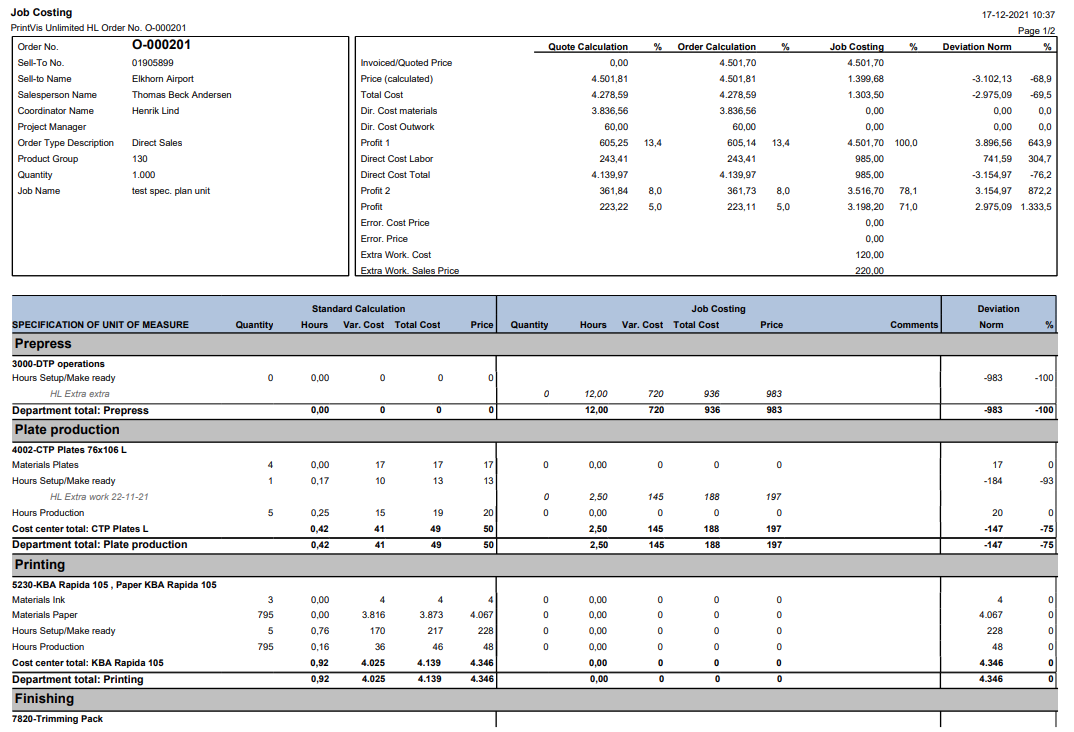 Job Costing
17-12-2021 10:37
PrintVis Unlimited HL Order No. O-000201
Page 1/2
Order No. O-000201
Sell-To No. 01905899
Sell-to Name Elkhorn Airport
Salesperson Name Thomas Beck Andersen
Coordinator Name Henrik Lind
Project Manager
Order Type Description Direct Sales
Product Group 130
Quantity 1.000
Job Name test spec. plan unit
Quote Calculation % Order Calculation % Job Costing % Deviation Norm %
Invoiced/Quoted Price 0,00 4.501,70 4.501,70
Price (calculated) 4.501,81 4.501,81 1.399,68 -3.102,13 -68,9
Total Cost 4.278,59 4.278,59 1.303,50 -2.975,09 -69,5
Dir. Cost materials 3.836,56 3.836,56 0,00 0,00 0,0
Dir. Cost Outwork 60,00 60,00 0,00 0,00 0,0
Profit 1 605,25 13,4 605,14 13,4 4.501,70 100,0 3.896,56 643,9
Direct Cost Labor 243,41 243,41 985,00 741,59 304,7
Direct Cost Total 4.139,97 4.139,97 985,00 -3.154,97 -76,2
Profit 2 361,84 8,0 361,73 8,0 3.516,70 78,1 3.154,97 872,2
Profit 223,22 5,0 223,11 5,0 3.198,20 71,0 2.975,09 1.333,5
Error. Cost Price 0,00
Error. Price 0,00
Extra Work. Cost 120,00
Extra Work. Sales Price 220,00
Standard Calculation Job Costing Deviation
SPECIFICATION OF UNIT OF MEASURE Quantity Hours Var. Cost Total Cost Price Quantity Hours Var. Cost Total Cost Price Comments Norm %
Prepress
3000-DTP operations
Hours Setup/Make ready 0 0,00 0 0 0 -983 -100
HL Extra extra 0 12,00 720 936 983
Department total: Prepress 0,00 0 0 0 12,00 720 936 983 -983 -100
Plate production
4002-CTP Plates 76x106 L
Materials Plates 4 0,00 17 17 17 0 0,00 0 0 0 17 0
Hours Setup/Make ready 1 0,17 10 13 13 -184 -93
HL Extra work 22-11-21 0 2,50 145 188 197
Hours Production 5 0,25 15 19 20 0 0,00 0 0 0 20 0
Cost center total: CTP Plates L 0,42 41 49 50 2,50 145 188 197 -147 -75
Department total: Plate production 0,42 41 49 50 2,50 145 188 197 -147 -75
Printing
5230-KBA Rapida 105 , Paper KBA Rapida 105
Materials Ink 3 0,00 4 4 4 0 0,00 0 0 0 4 0
Materials Paper 795 0,00 3.816 3.873 4.067 0 0,00 0 0 0 4.067 0
Hours Setup/Make ready 5 0,76 170 217 228 0 0,00 0 0 0 228 0
Hours Production 795 0,16 36 46 48 0 0,00 0 0 0 48 0
Cost center total: KBA Rapida 105 0,92 4.025 4.139 4.346 0,00 0 0 0 4.346 0
Department total: Printing 0,92 4.025 4.139 4.346 0,00 0 0 0 4.346 0
Finishing
7820-Trimming Pack